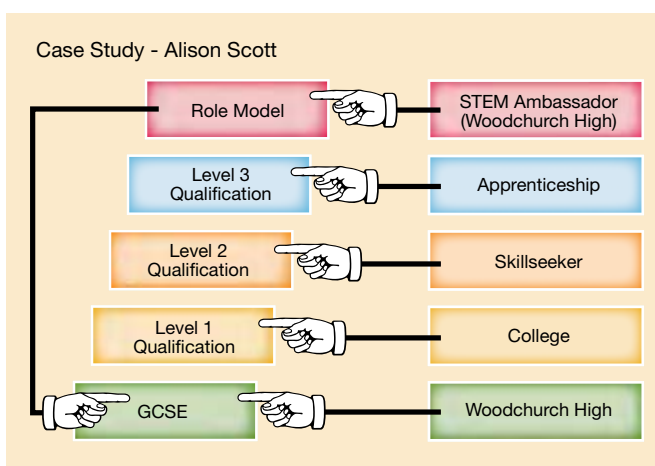 Case Study - Alison Scott
Role Model
STEM Ambassador
(Woodchurch High)
Level 3
Qualification
Apprenticeship
Level 2
Qualification
Skillseeker
Level 1
Qualification
College
GCSE
Woodchurch High